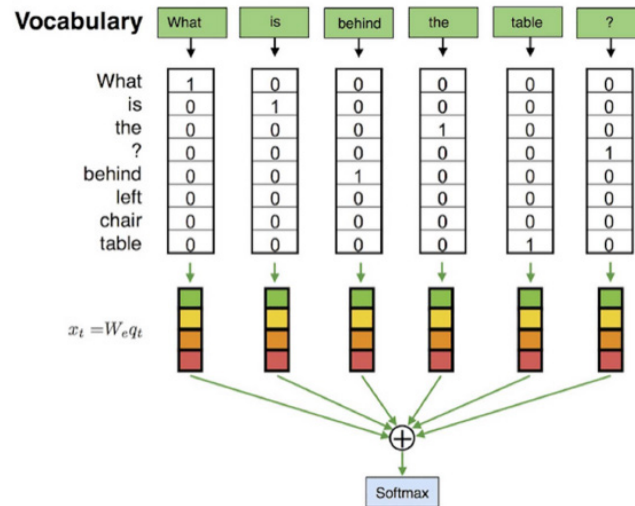 Vocabulary What is behind the table ?
What 1 0 0 0 0 0
is 0 1 0 0 0 0
the 0 0 0 1 0 0
? 0 0 0 0 0 1
behind 0 0 1 0 0 0
left 0 0 0 0 0 0
chair 0 0 0 0 0 0
table 0 0 0 0 1 0
x_t = W_e q_t
+
Softmax